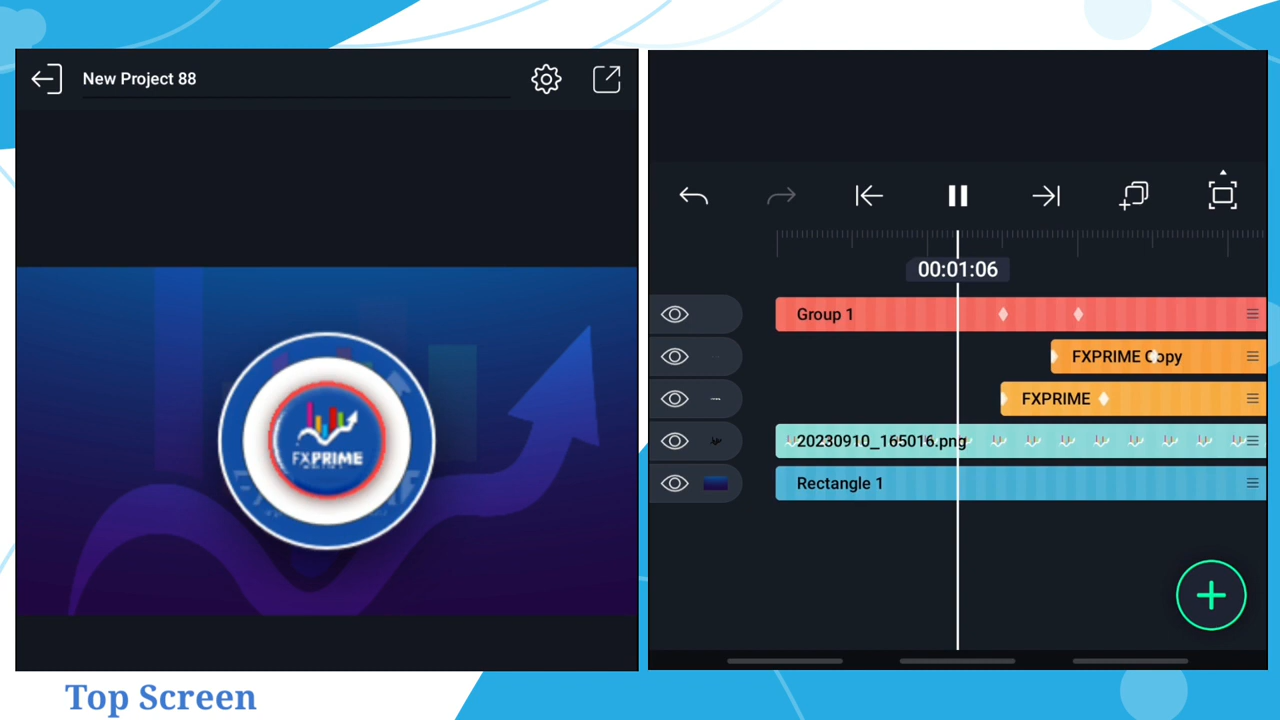 New Project 88
FXPRIME
00:01:06
Group 1
FXPRIME Copy
FXPRIME
20230910_165016.png
Rectangle 1
Top Screen